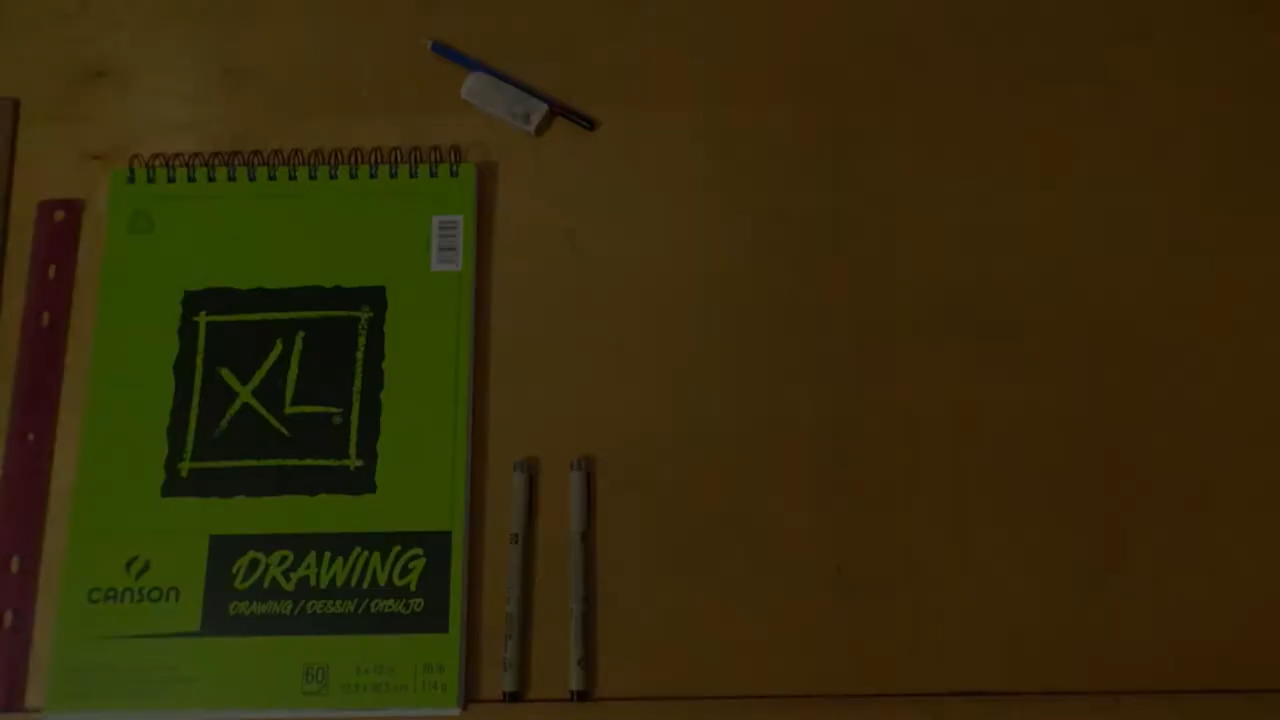 XL®
DRAWING
CANSON
DRAWING / DESSIN / DIBUJO
60